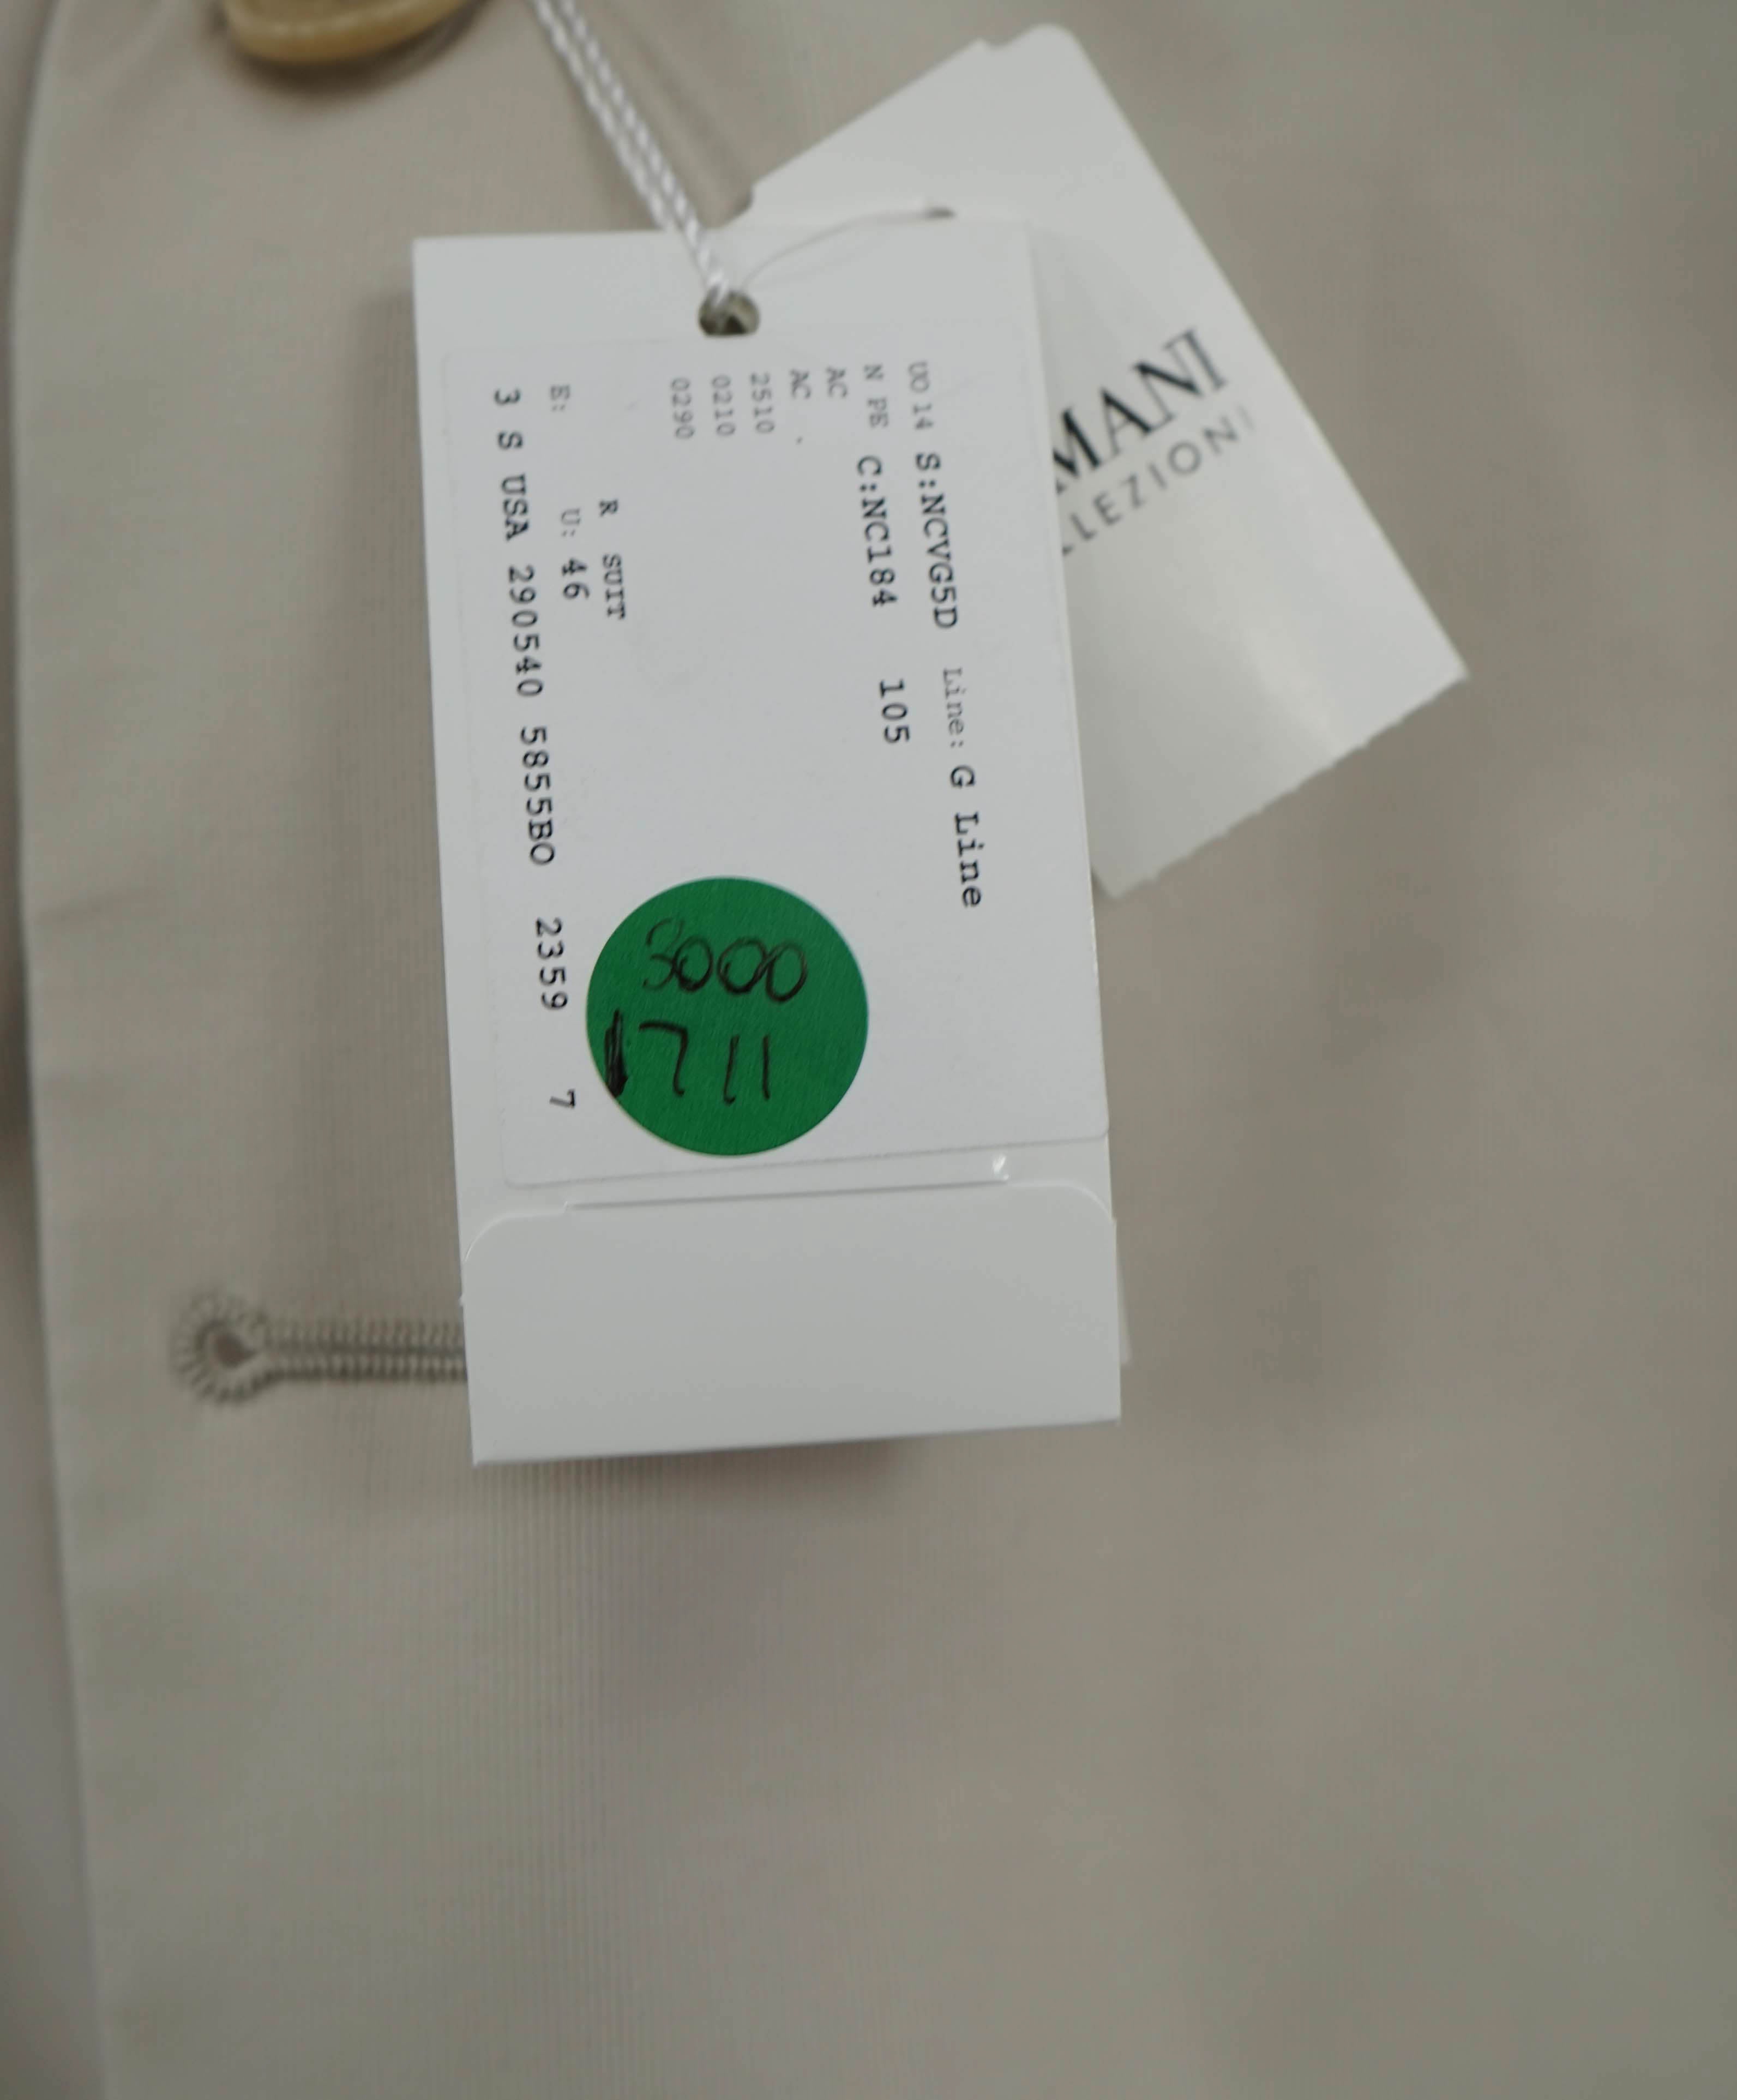 UO 14 S:NCVG5D Line: G Line
N PE C:NC184 105
AC
AC .
2510
0210
0290
R SUIT
E: U: 46
3 S USA 290540 5855BO 2359 7
3000
1711
MANI
LLEZIONI